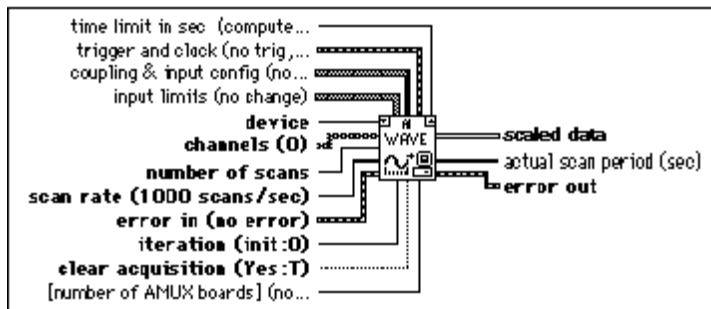 time limit in sec (compute...
trigger and clock (no trig,...
coupling & input config (no...
input limits (no change)
device
channels (0)
number of scans
scan rate (1000 scans/sec)
error in (no error)
iteration (init:0)
clear acquisition (Yes:T)
[number of AMUX boards] (no...
AI
WAVE
scaled data
actual scan period (sec)
error out